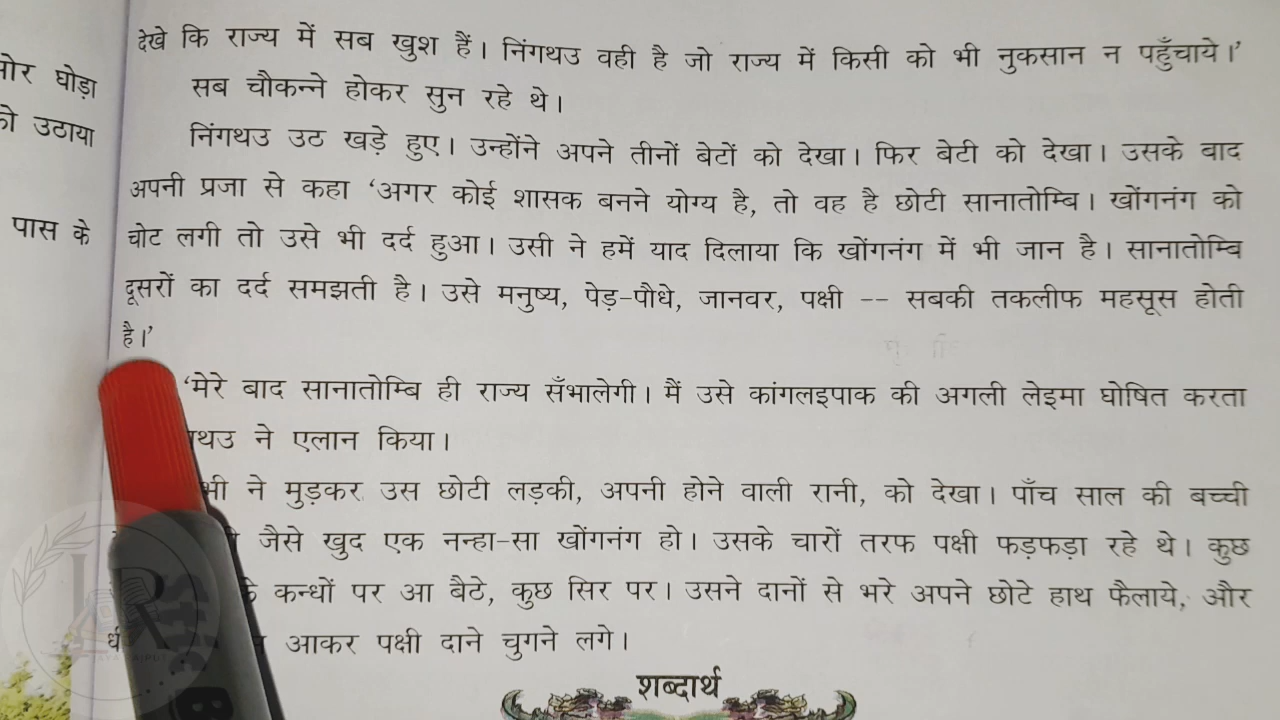 देखे कि राज्य में सब खुश हैं। निंगथउ वही है जो राज्य में किसी को भी नुकसान न पहुँचाये।’
सब चौकन्ने होकर सुन रहे थे।
निंगथउ उठ खड़े हुए। उन्होंने अपने तीनों बेटों को देखा। फिर बेटी को देखा। उसके बाद
अपनी प्रजा से कहा ‘अगर कोई शासक बनने योग्य है, तो वह है छोटी सानातोम्बि। खोंगनंग को
चोट लगी तो उसे भी दर्द हुआ। उसी ने हमें याद दिलाया कि खोंगनंग में भी जान है। सानातोम्बि
दूसरों का दर्द समझती है। उसे मनुष्य, पेड़-पौधे, जानवर, पक्षी -- सबकी तकलीफ महसूस होती
है।’
‘मेरे बाद सानातोम्बि ही राज्य सँभालेगी। मैं उसे कांगलइपाक की अगली लेइमा घोषित करता
ने एलान किया।
ने मुड़कर उस छोटी लड़की, अपनी होने वाली रानी, को देखा। पाँच साल की बच्ची
जैसे खुद एक नन्हा-सा खोंगनंग हो। उसके चारों तरफ पक्षी फड़फड़ा रहे थे। कुछ
कन्धों पर आ बैठे, कुछ सिर पर। उसने दानों से भरे अपने छोटे हाथ फैलाये, और
आकर पक्षी दाने चुगने लगे।
शब्दार्थ
घोड़ा
उठाया
पास के